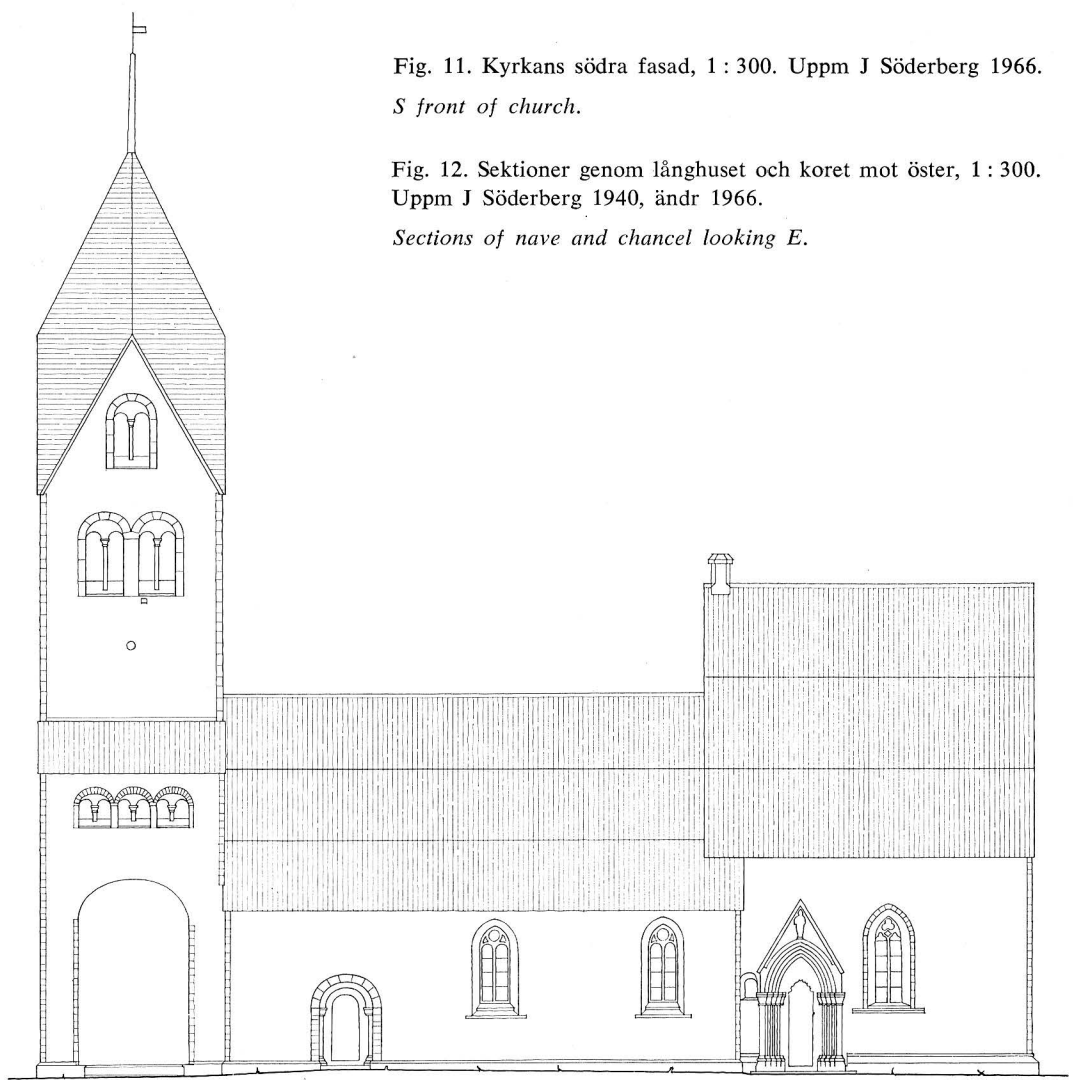 Fig. 11. Kyrkans södra fasad, 1 : 300. Uppm J Söderberg 1966.
S front of church.
Fig. 12. Sektioner genom långhuset och koret mot öster, 1 : 300.
Uppm J Söderberg 1940, ändr 1966.
Sections of nave and chancel looking E.